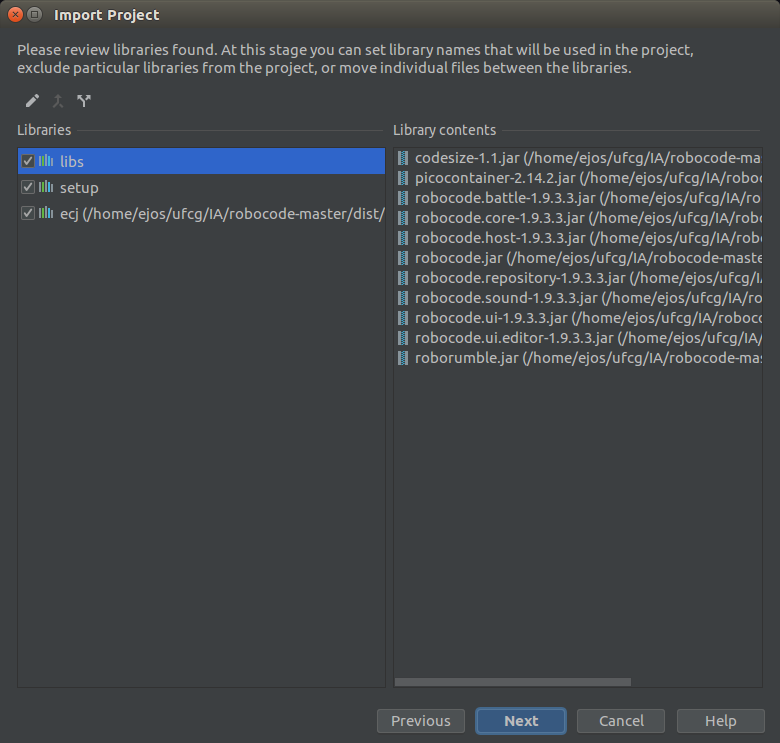 Import Project
Please review libraries found. At this stage you can set library names that will be used in the project,
exclude particular libraries from the project, or move individual files between the libraries.
Libraries
libs
setup
ecj (/home/ejos/ufcg/IA/robocode-master/dist/
Library contents
codesize-1.1.jar (/home/ejos/ufcg/IA/robocode-ma
picocontainer-2.14.2.jar (/home/ejos/ufcg/IA/roboc
robocode.battle-1.9.3.3.jar (/home/ejos/ufcg/IA/ro
robocode.core-1.9.3.3.jar (/home/ejos/ufcg/IA/robo
robocode.host-1.9.3.3.jar (/home/ejos/ufcg/IA/rob
robocode.jar (/home/ejos/ufcg/IA/robocode-maste
robocode.repository-1.9.3.3.jar (/home/ejos/ufcg/I
robocode.sound-1.9.3.3.jar (/home/ejos/ufcg/IA/ro
robocode.ui-1.9.3.3.jar (/home/ejos/ufcg/IA/roboc
robocode.ui.editor-1.9.3.3.jar (/home/ejos/ufcg/IA/
roborumble.jar (/home/ejos/ufcg/IA/robocode-mas
Previous
Next
Cancel
Help